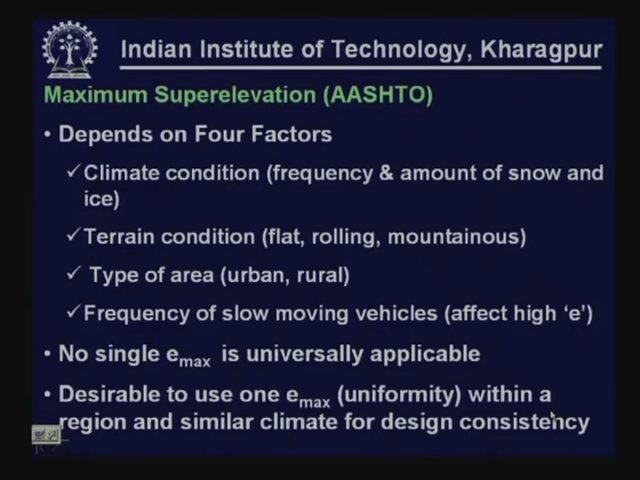 Indian Institute of Technology, Kharagpur
Maximum Superelevation (AASHTO)
• Depends on Four Factors
✓Climate condition (frequency & amount of snow and
ice)
✓Terrain condition (flat, rolling, mountainous)
✓ Type of area (urban, rural)
✓Frequency of slow moving vehicles (affect high ‘e’)
• No single emax is universally applicable
• Desirable to use one emax (uniformity) within a
region and similar climate for design consistency